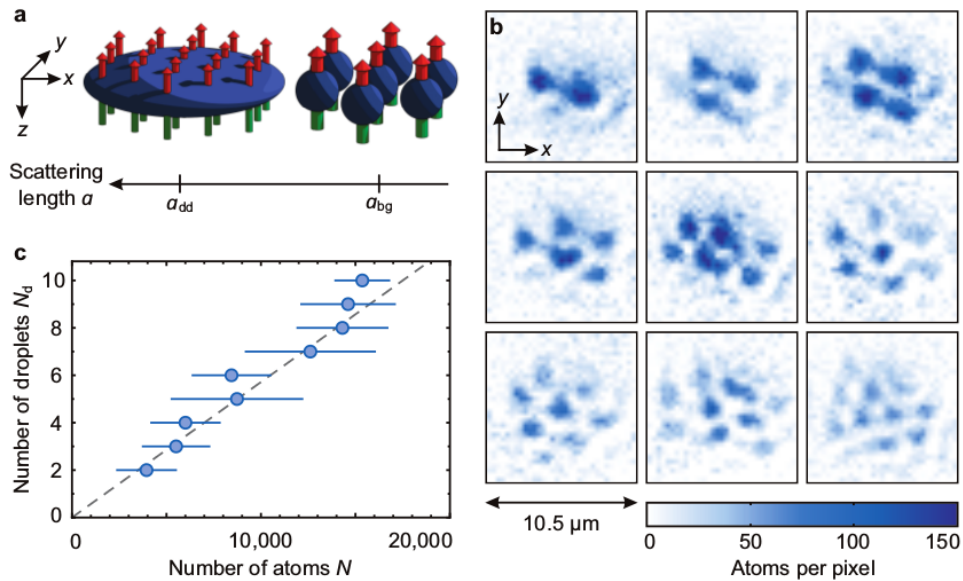 a
y
x
z
Scattering
length a
a_dd
a_bg
b
y
x
10.5 µm
0
50
100
150
Atoms per pixel
c
Number of droplets N_d
10
8
6
4
2
0
0
10,000
20,000
Number of atoms N